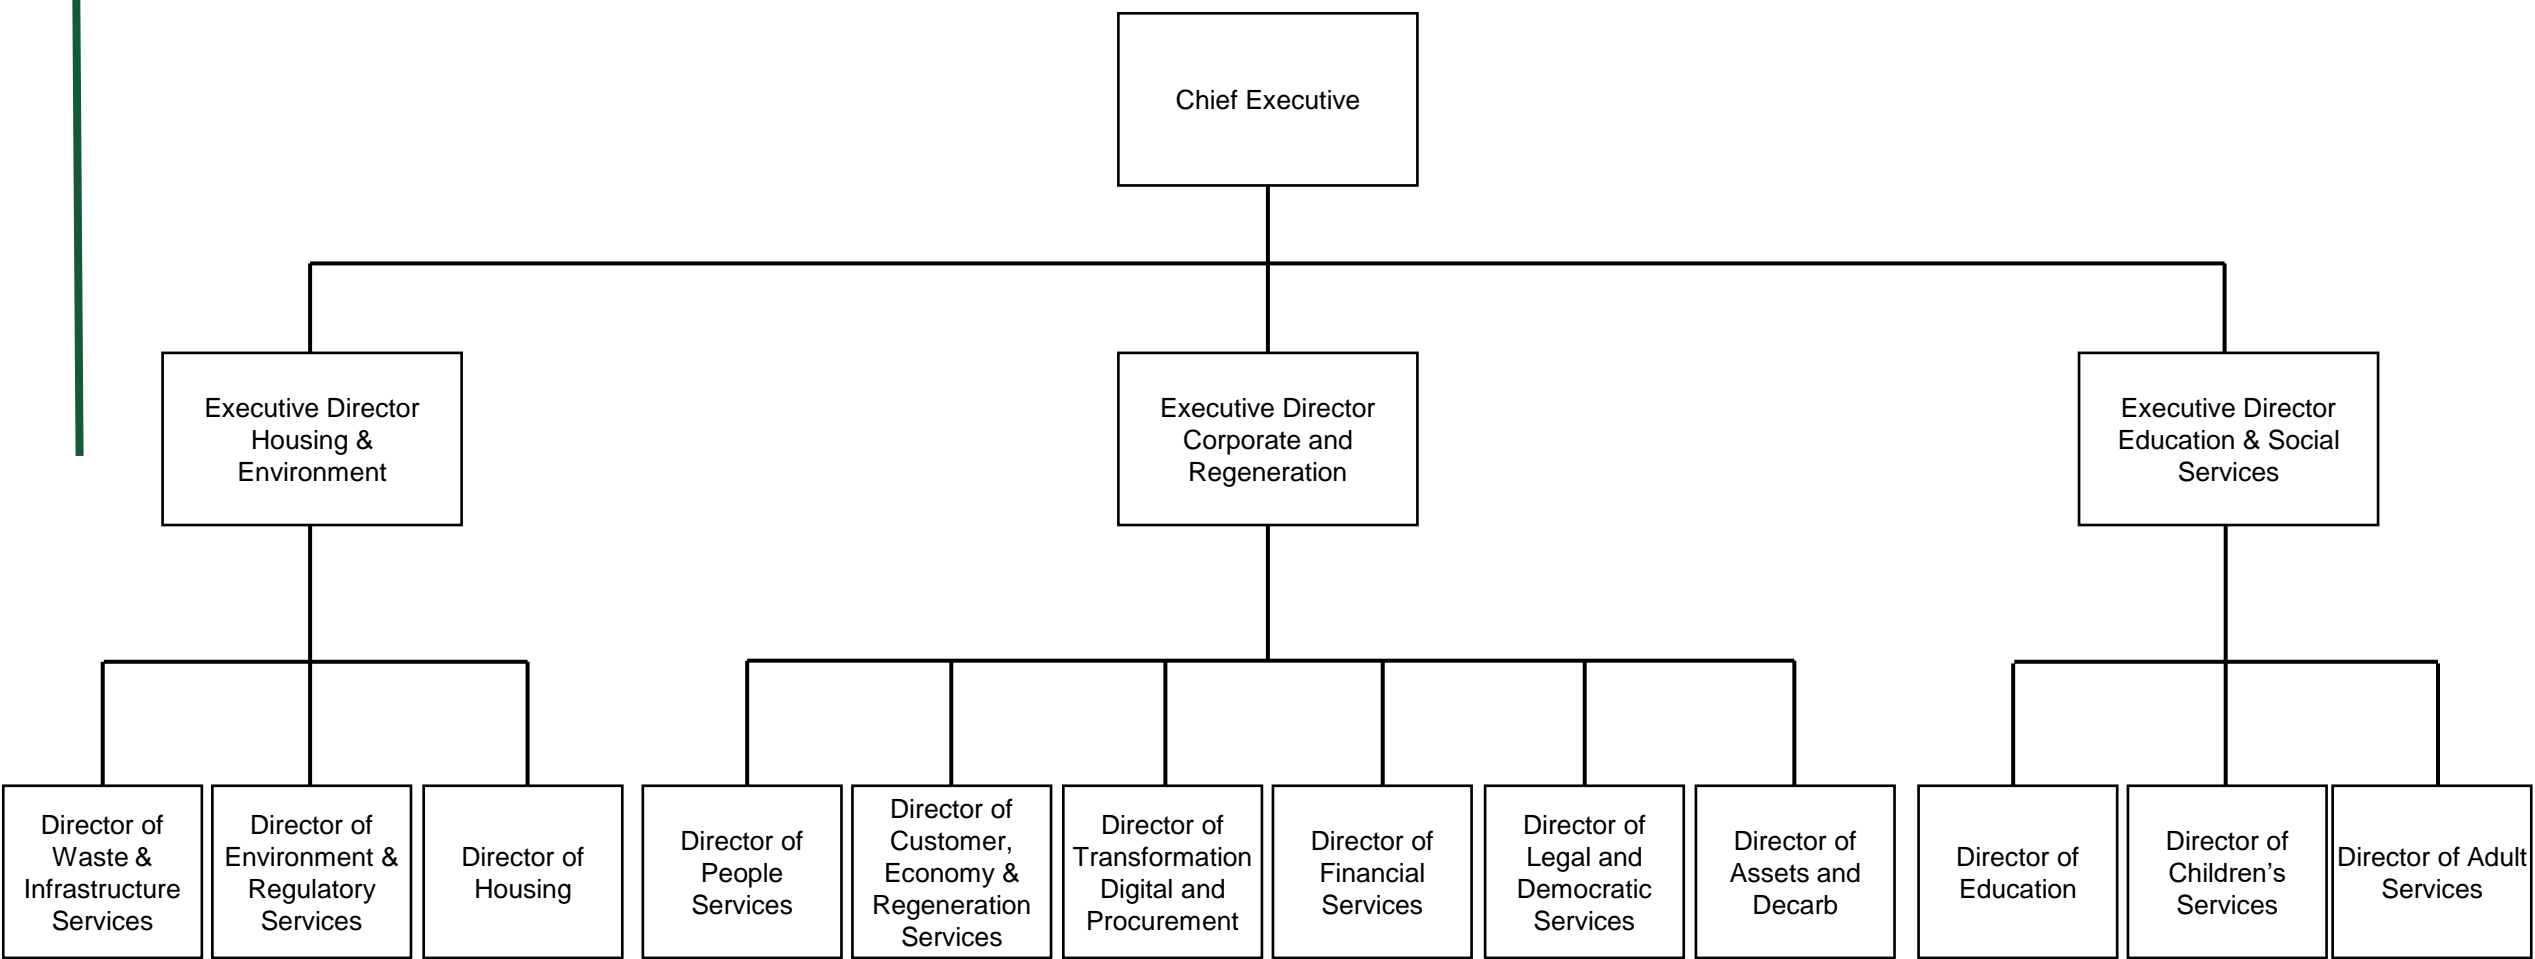 Chief Executive
Executive Director
Housing &
Environment
Executive Director
Corporate and
Regeneration
Executive Director
Education & Social
Services
Director of
Waste &
Infrastructure
Services
Director of
Environment &
Regulatory
Services
Director of
Housing
Director of
People
Services
Director of
Customer,
Economy &
Regeneration
Services
Director of
Transformation
Digital and
Procurement
Director of
Financial
Services
Director of
Legal and
Democratic
Services
Director of
Assets and
Decarb
Director of
Education
Director of
Children’s
Services
Director of Adult
Services